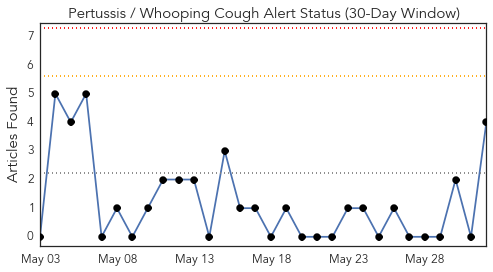 Pertussis / Whooping Cough Alert Status (30-Day Window)
Articles Found
7
6
5
4
3
2
1
0
May 03 May 08 May 13 May 18 May 23 May 28